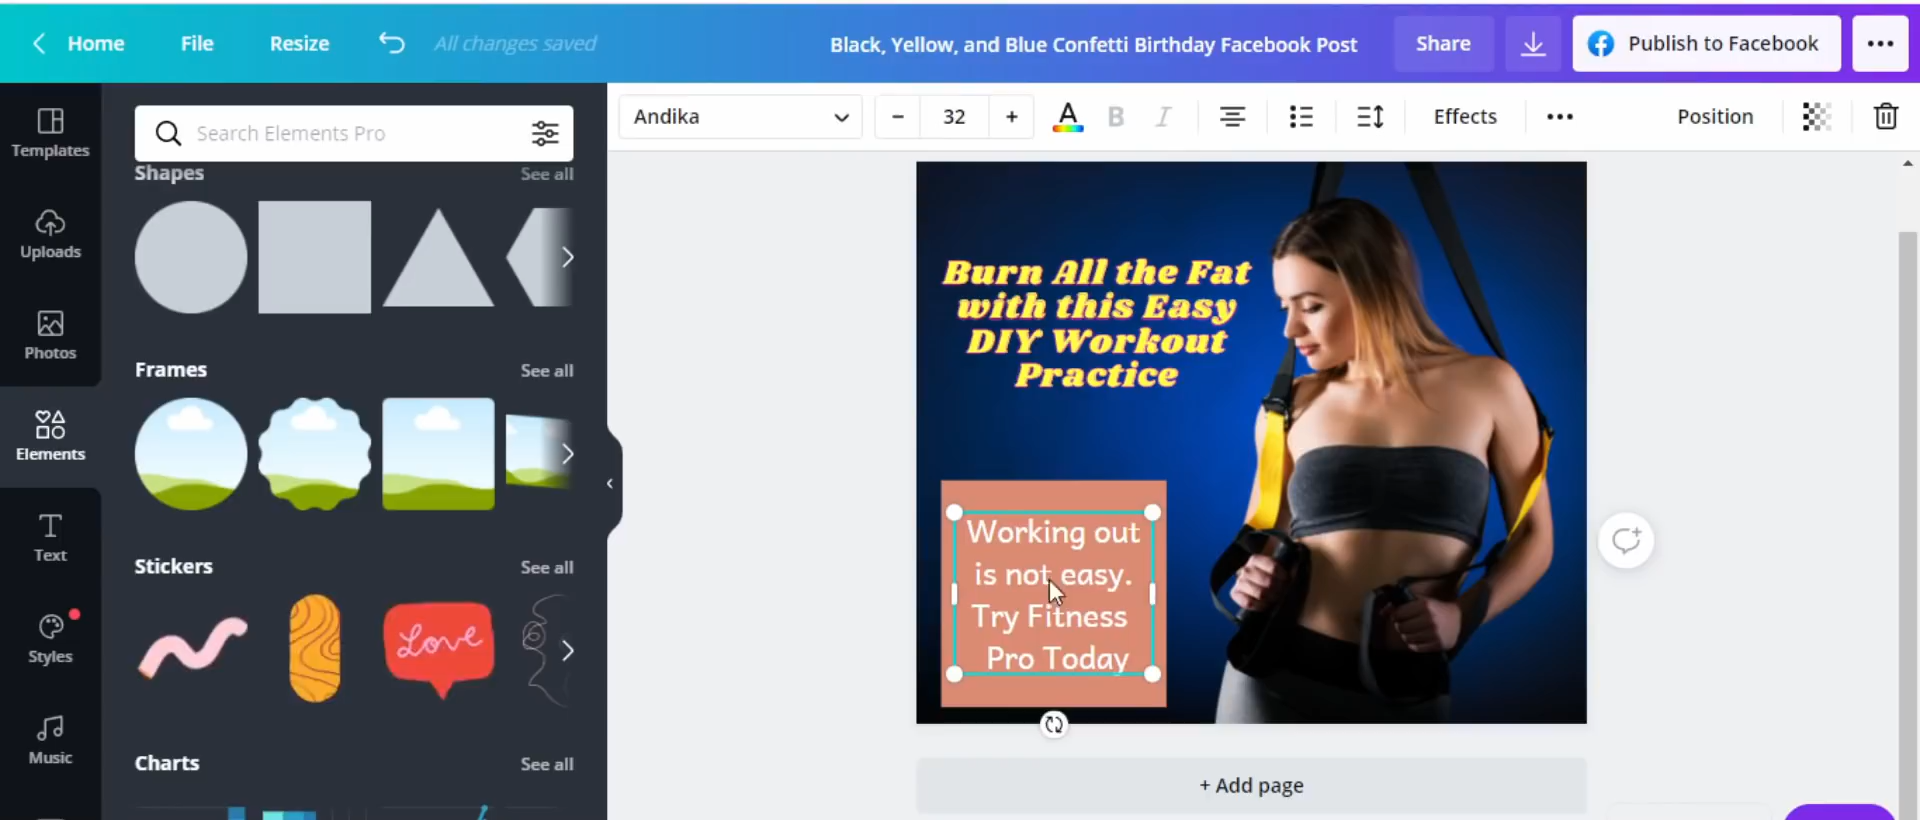 Home File Resize All changes saved Black, Yellow, and Blue Confetti Birthday Facebook Post Share Publish to Facebook
Andika 32 A B I Effects Position
Templates
Uploads
Photos
Elements
Text
Styles
Music
Search Elements Pro
Shapes See all
Frames See all
Stickers See all
Love
Charts See all
Burn All the Fat
with this Easy
DIY Workout
Practice
Working out
is not easy.
Try Fitness
Pro Today
+ Add page